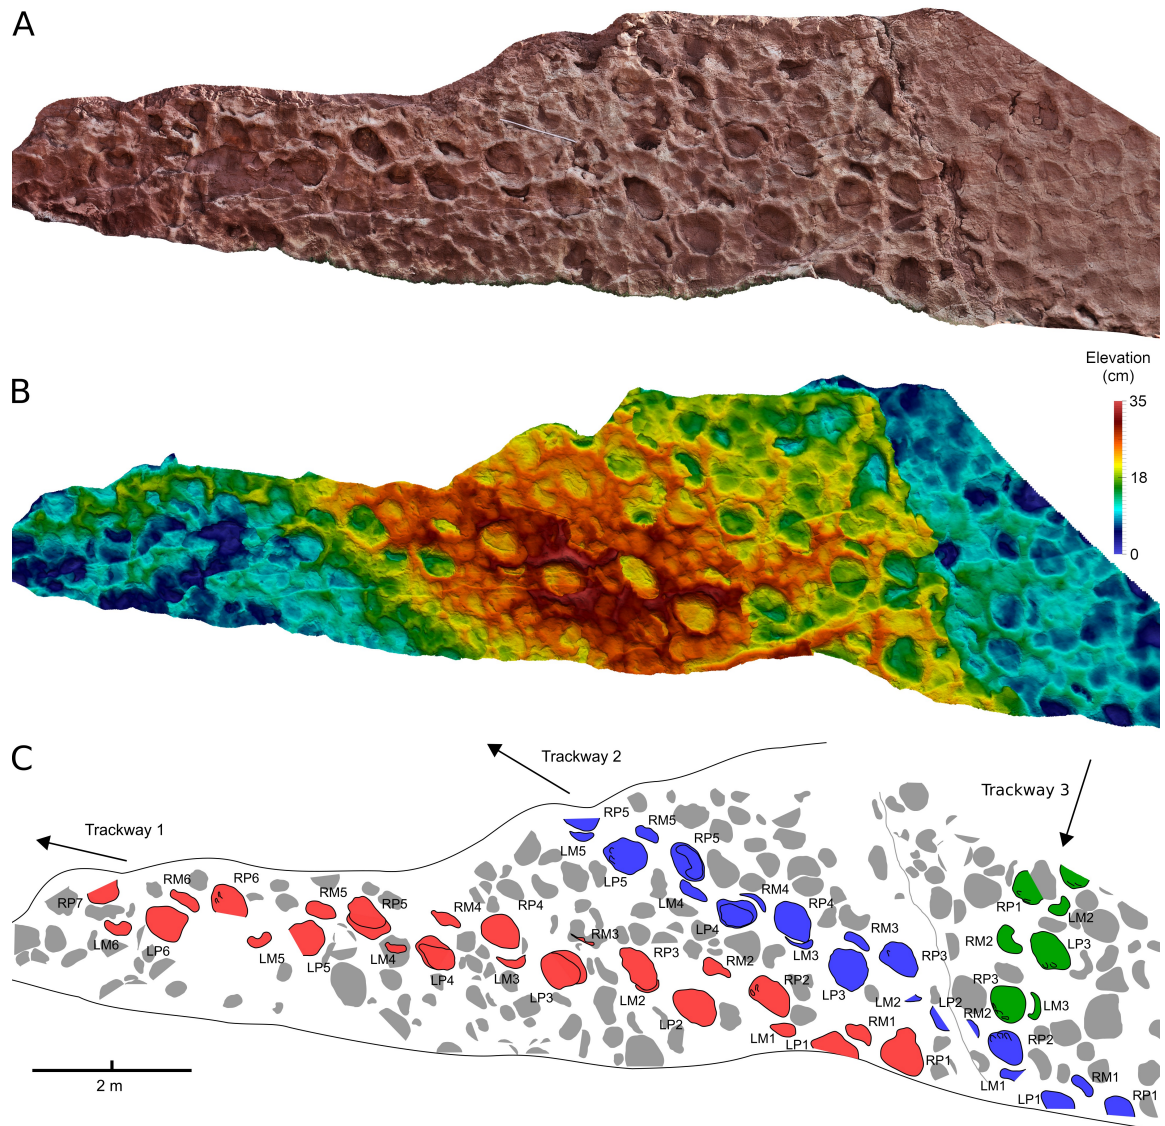 A
B
Elevation
(cm)
35
18
0
C
Trackway 1
Trackway 2
Trackway 3
RP5
RM5
RP5
LM5
LP5
RM6
RP6
RP7
RM5
RP5
RM4
RP4
LM4
RM4
RP4
LP4
RP1
LM2
LM6
LP6
LM5
LP5
LM4
LP4
LM3
RM3
LP3
RP3
LM2
RM2
RP2
LP2
LM1
LP1
RM1
RP1
LM3
RM3
RP3
LP3
LM2
LP2
RM2
RP2
LM1
LP1
RM1
RP1
RM2
LP3
RP3
LM3
2 m